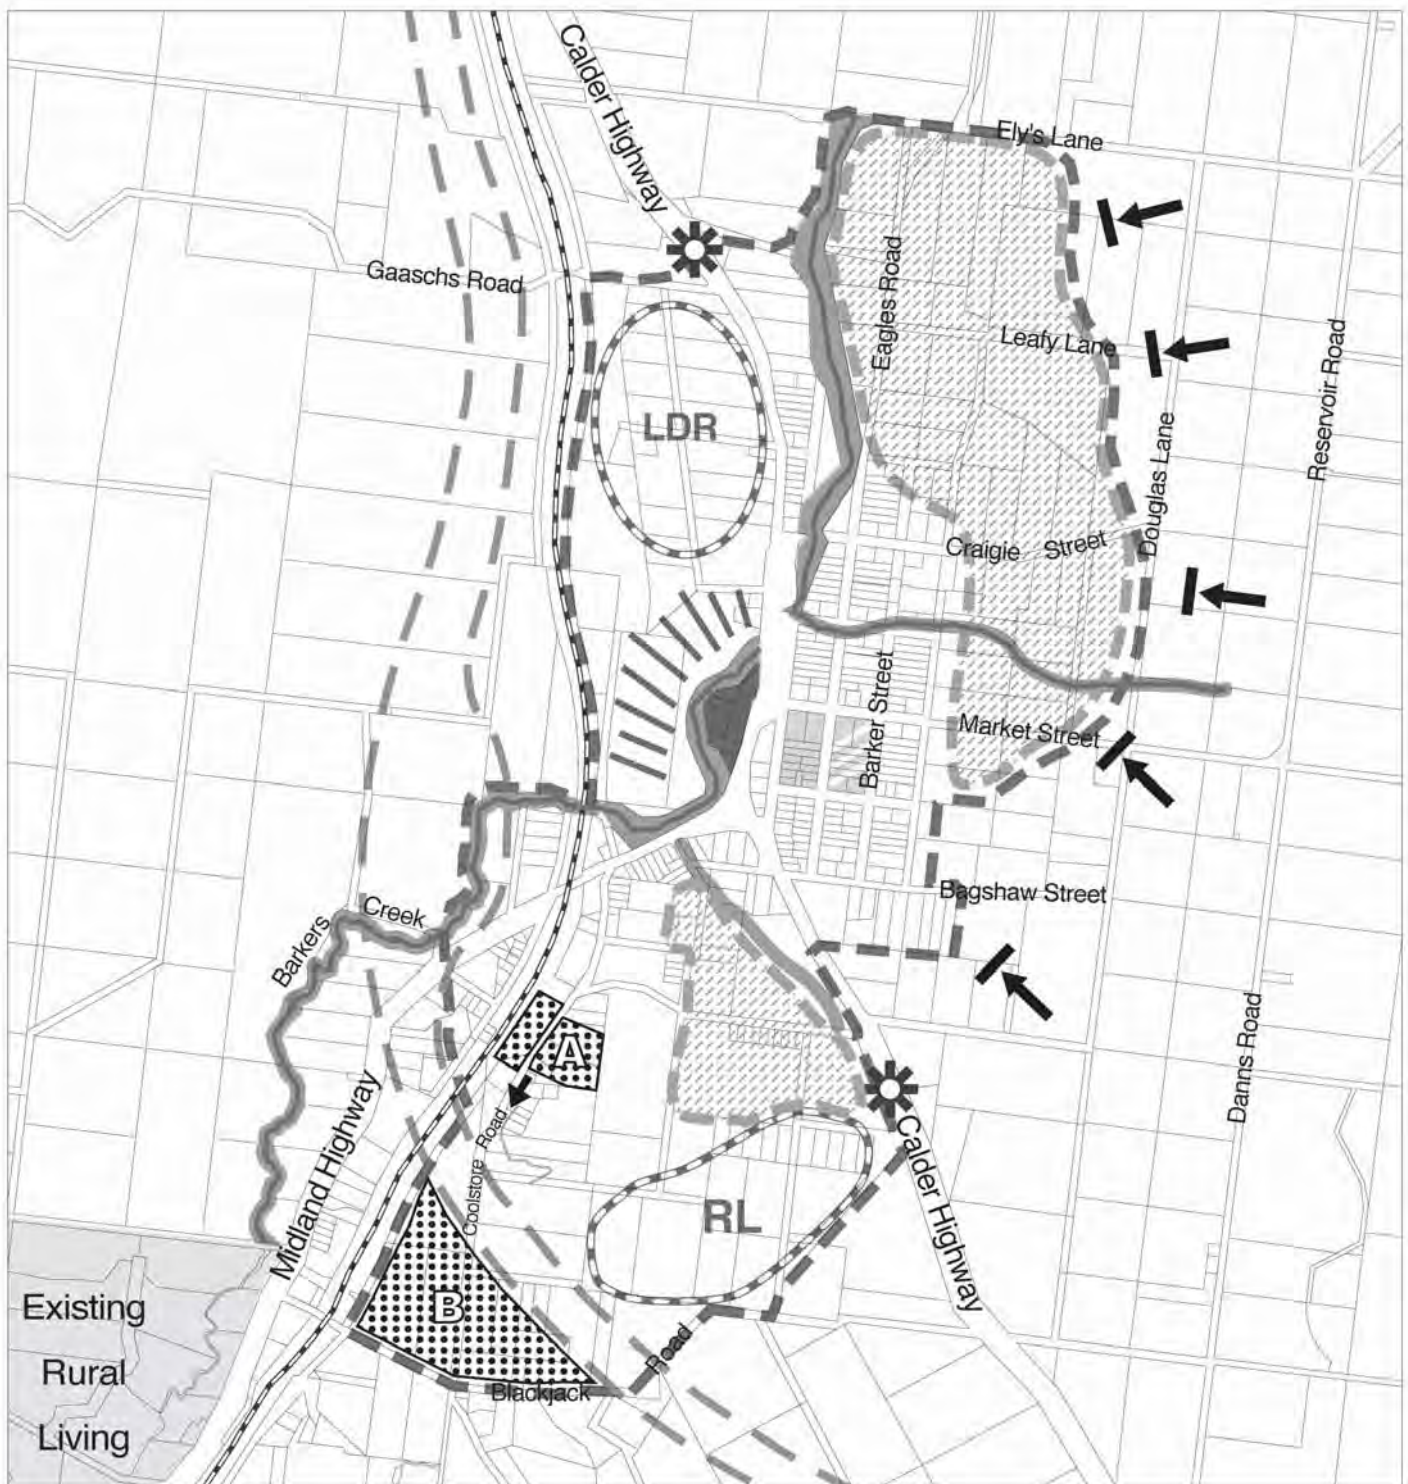 Calder Highway
Ely's Lane
Gaaschs Road
Eagles Road
Leafy Lane
Reservoir Road
LDR
Douglas Lane
Craigie Street
Barker Street
Market Street
Bagshaw Street
Barkers Creek
Danns Road
A
Midland Highway
Coolstore Road
Calder Highway
RL
B
Existing
Rural
Living
Blackjack Road